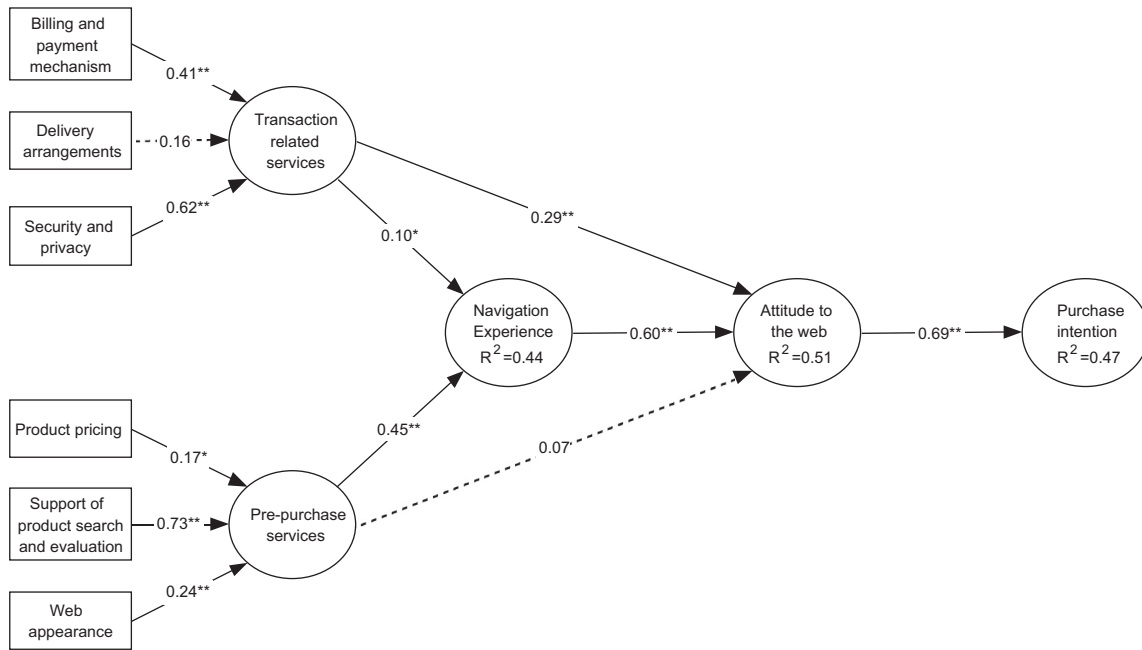 Billing and
payment
mechanism
0.41**
Delivery
arrangements
0.16
Security and
privacy
0.62**
Transaction
related
services
0.29**
0.10*
Navigation
Experience
R²=0.44
0.60**
Attitude to
the web
R²=0.51
0.69**
Purchase
intention
R²=0.47
Product pricing
0.17*
0.45**
0.07
Support of
product search
and evaluation
0.73**
Pre-purchase
services
Web
appearance
0.24**